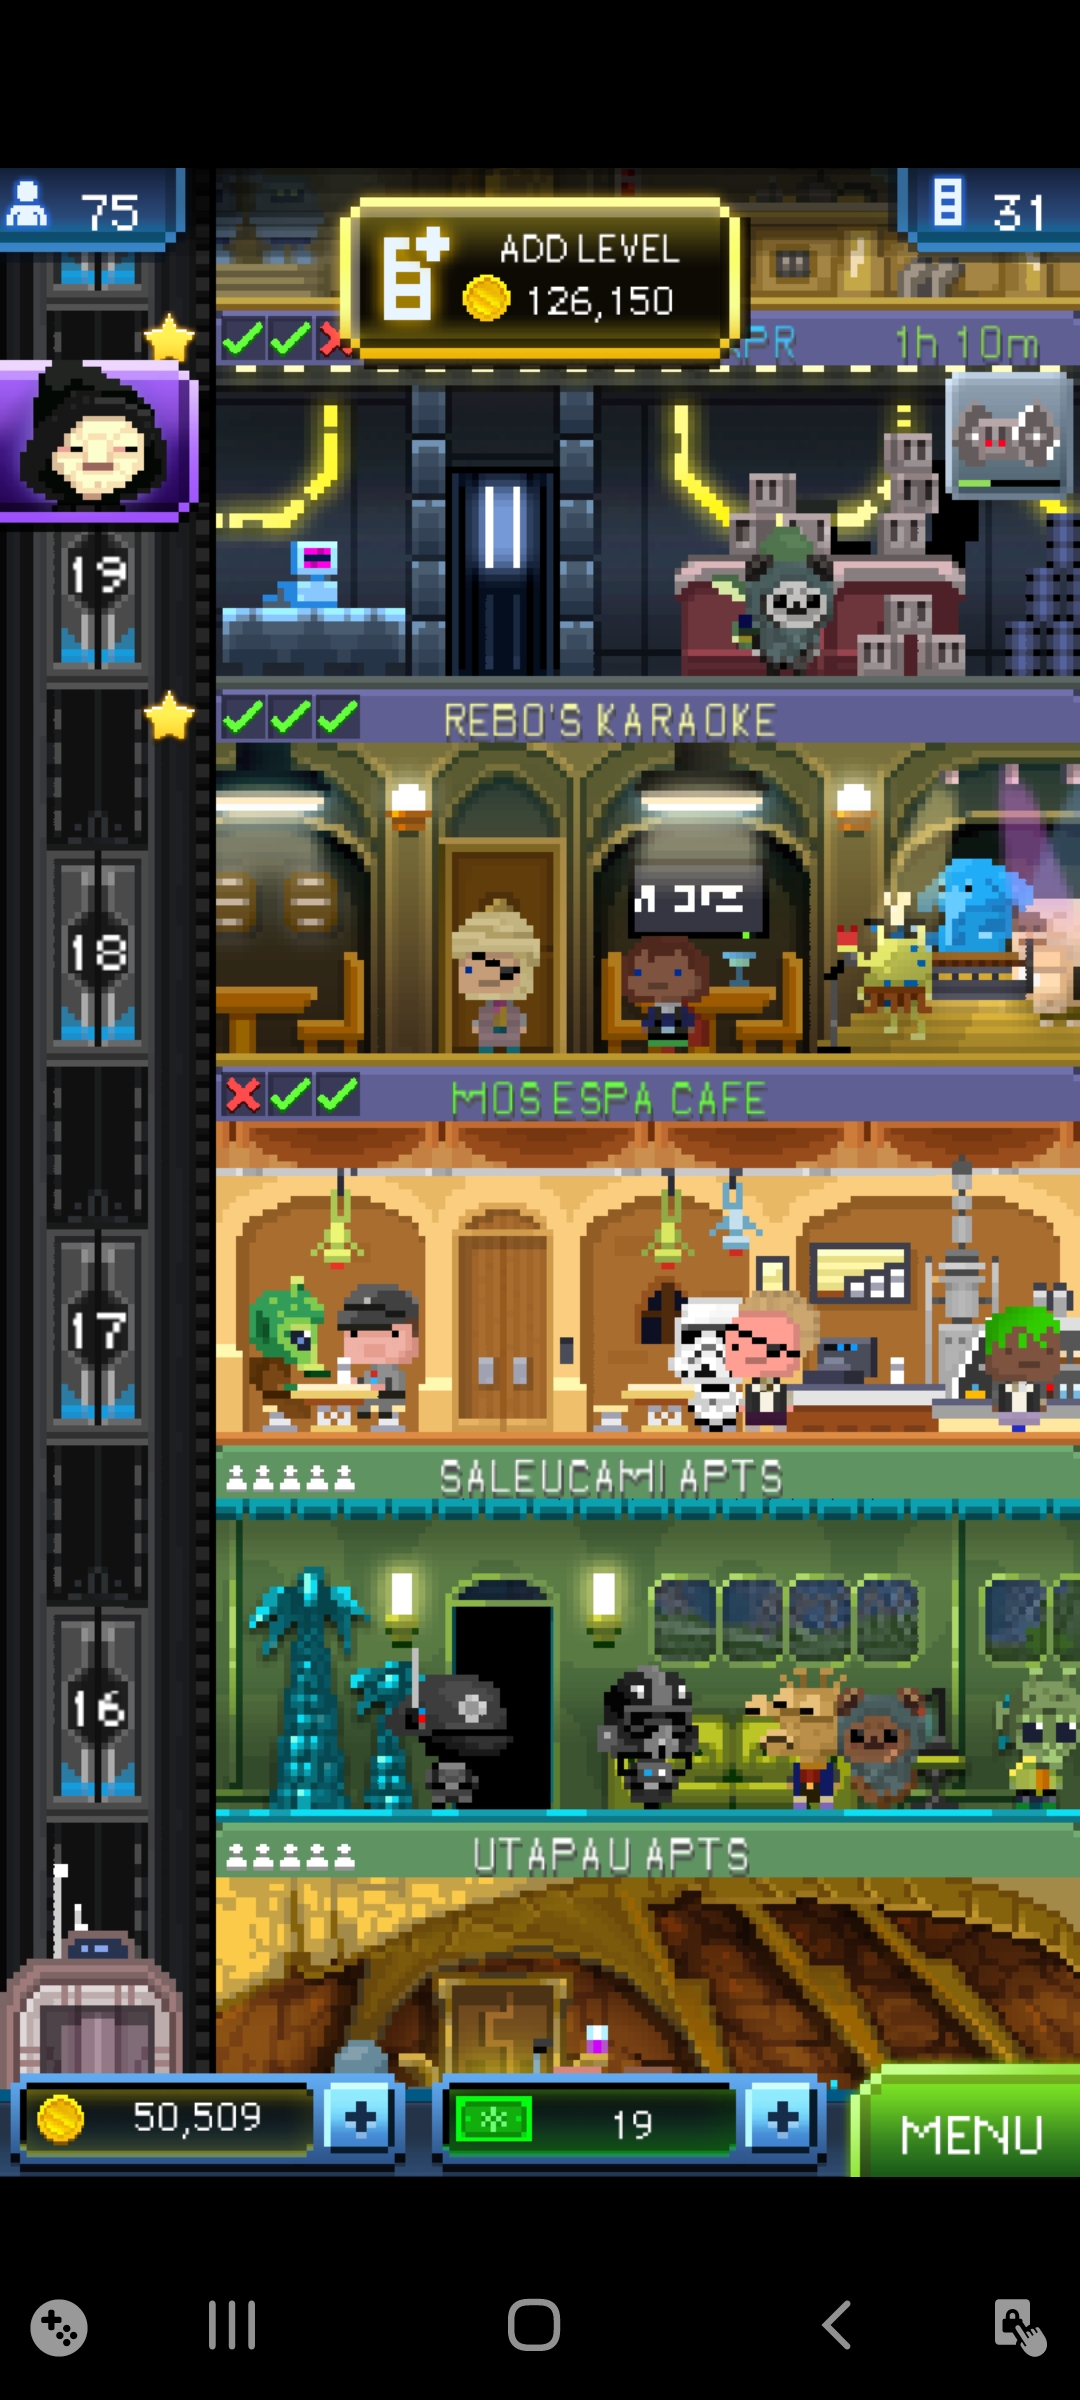 75
31
ADD LEVEL
126,150
1h 10m
19
REBO'S KARAOKE
18
MOS ESPA CAFE
17
SALEUCAMI APTS
16
UTAPAU APTS
50,509
19
MENU